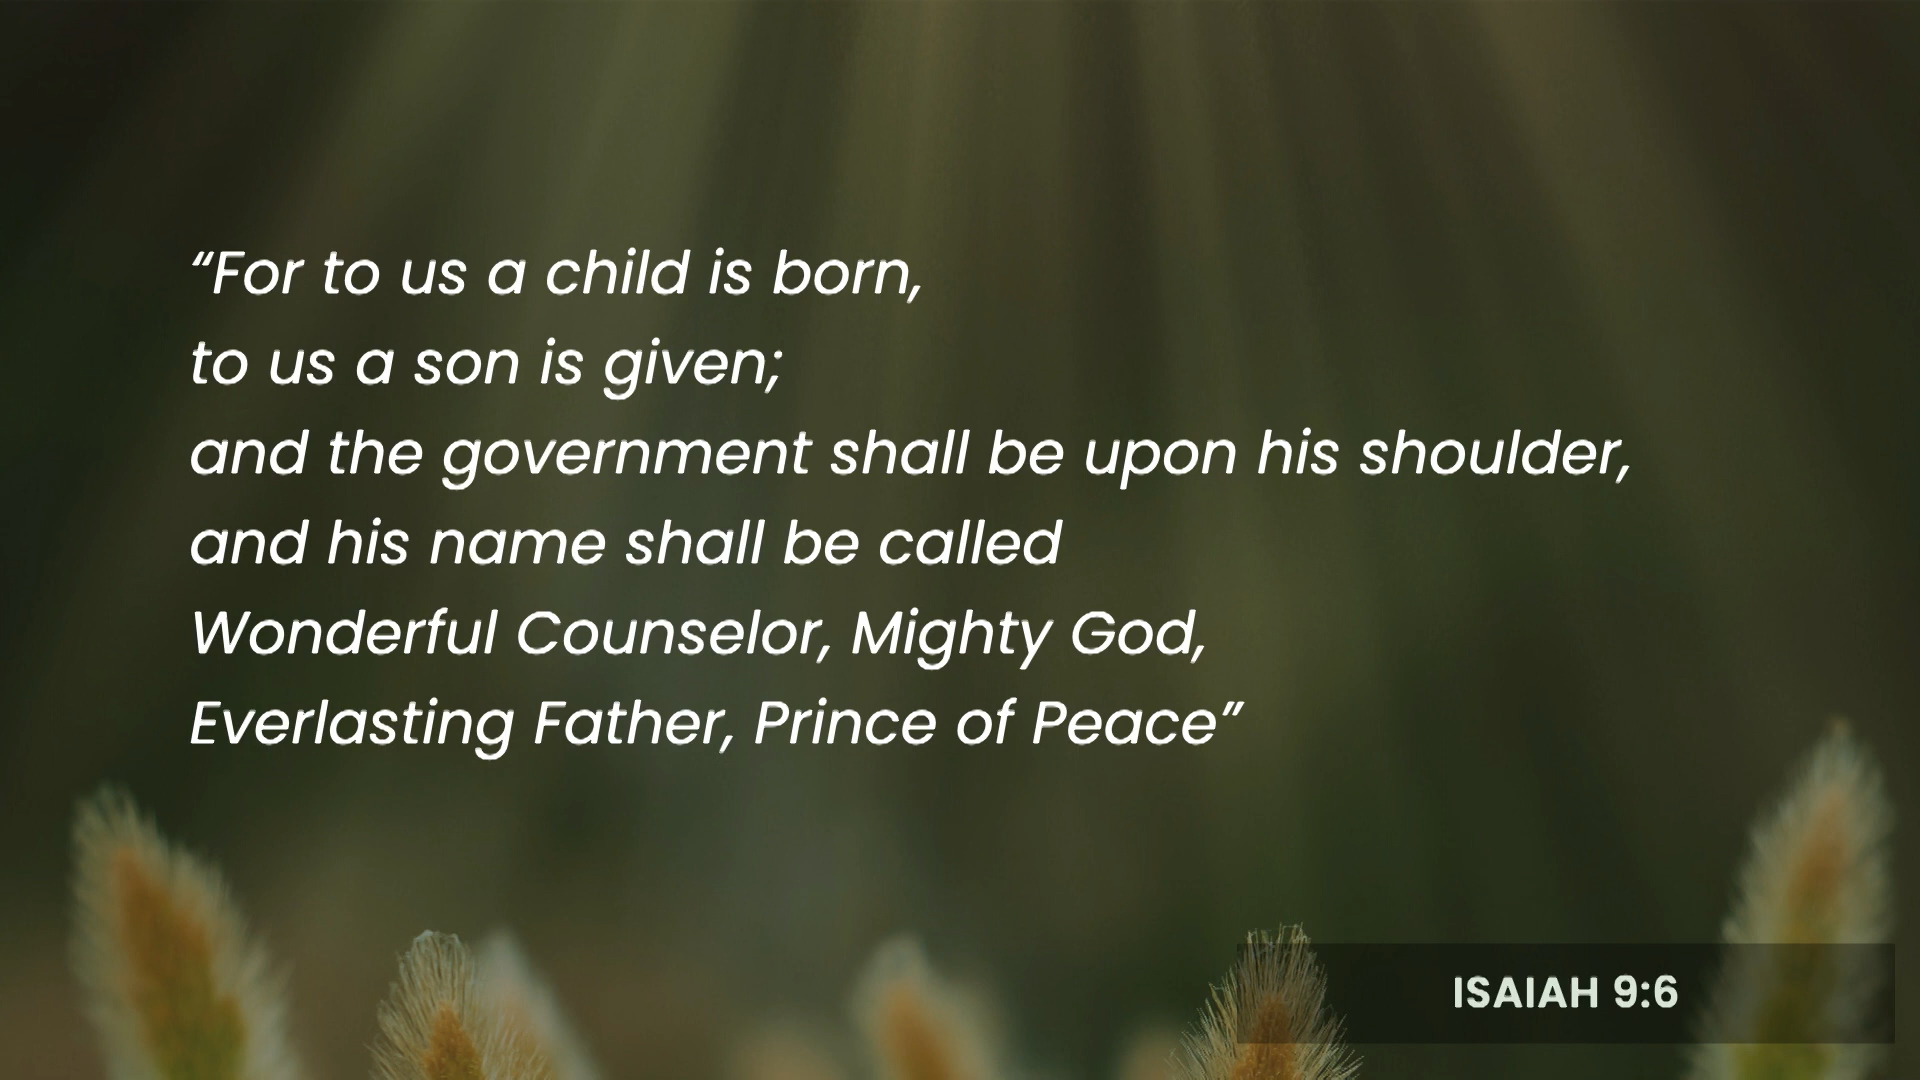 “For to us a child is born,
to us a son is given;
and the government shall be upon his shoulder,
and his name shall be called
Wonderful Counselor, Mighty God,
Everlasting Father, Prince of Peace”
ISAIAH 9:6